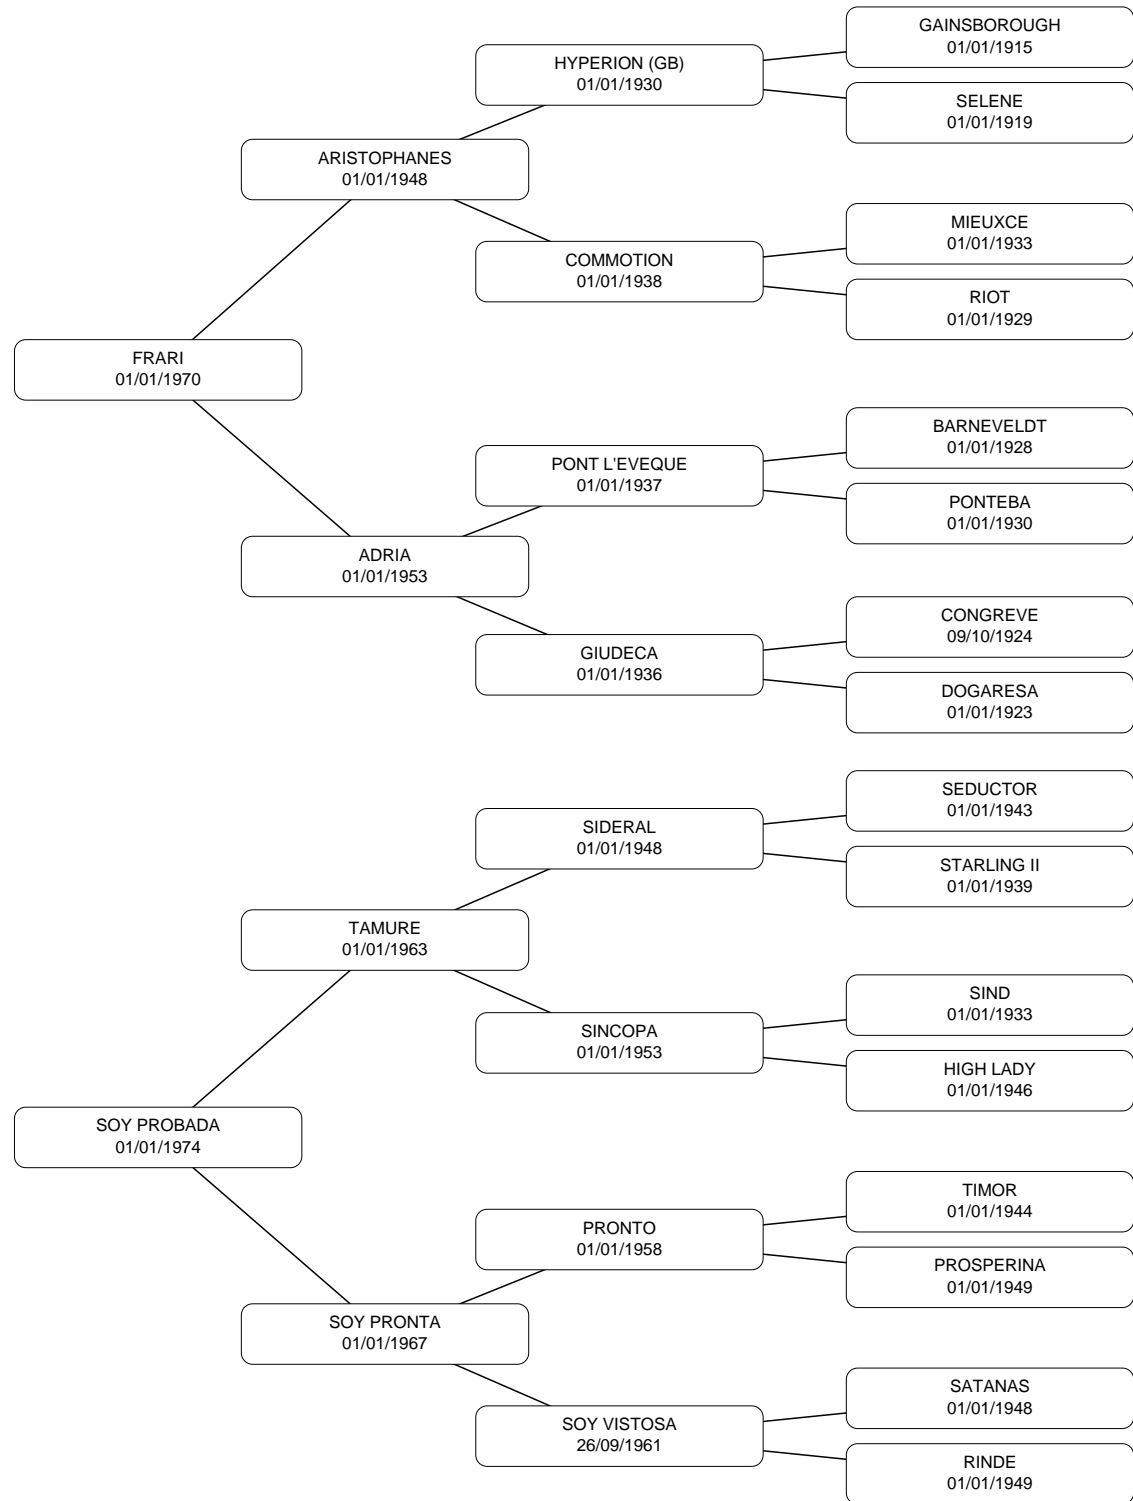 GAINSBOROUGH
01/01/1915
HYPERION (GB)
01/01/1930
SELENE
01/01/1919
ARISTOPHANES
01/01/1948
MIEUXCE
01/01/1933
COMMOTION
01/01/1938
RIOT
01/01/1929
FRARI
01/01/1970
BARNEVELDT
01/01/1928
PONT L'EVEQUE
01/01/1937
PONTEBA
01/01/1930
ADRIA
01/01/1953
CONGREVE
09/10/1924
GIUDECA
01/01/1936
DOGARESA
01/01/1923
SEDUCTOR
01/01/1943
SIDERAL
01/01/1948
STARLING II
01/01/1939
TAMURE
01/01/1963
SIND
01/01/1933
SINCOPA
01/01/1953
HIGH LADY
01/01/1946
SOY PROBADA
01/01/1974
TIMOR
01/01/1944
PRONTO
01/01/1958
PROSPERINA
01/01/1949
SOY PRONTA
01/01/1967
SATANAS
01/01/1948
SOY VISTOSA
26/09/1961
RINDE
01/01/1949